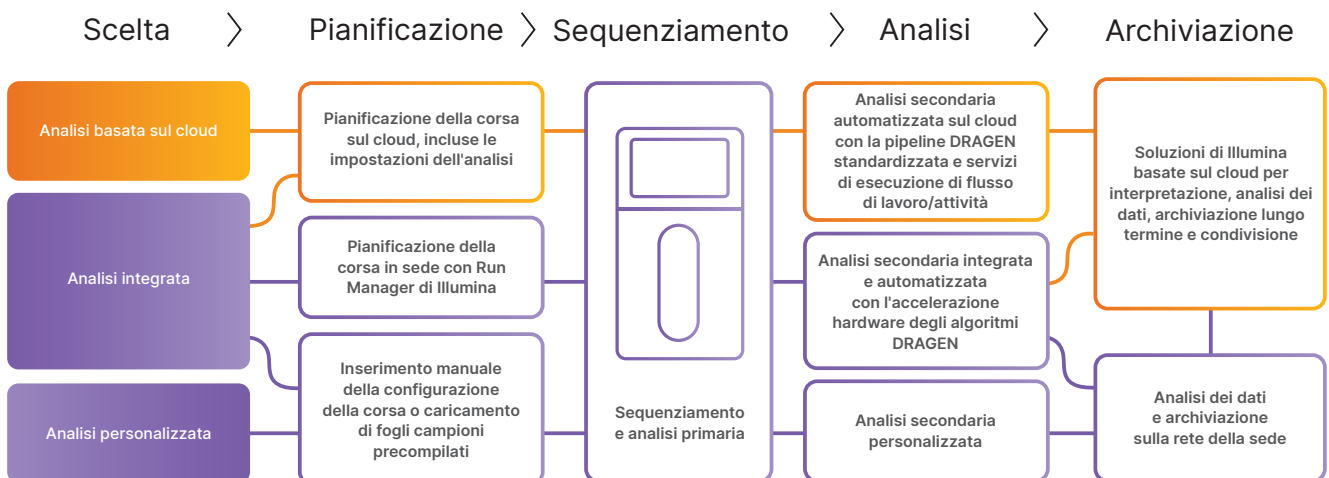 Scelta
Pianificazione
Sequenziamento
Analisi
Archiviazione
Analisi basata sul cloud
Analisi integrata
Analisi personalizzata
Pianificazione della corsa
sul cloud, incluse le
impostazioni dell'analisi
Pianificazione della
corsa in sede con Run
Manager di Illumina
Inserimento manuale
della configurazione
della corsa o caricamento
di fogli campioni
precompilati
Sequenziamento
e analisi primaria
Analisi secondaria
automatizzata sul cloud
con la pipeline DRAGEN
standardizzata e servizi
di esecuzione di flusso
di lavoro/attività
Analisi secondaria integrata
e automatizzata
con l'accelerazione
hardware degli algoritmi
DRAGEN
Analisi secondaria
personalizzata
Soluzioni di Illumina
basate sul cloud per
interpretazione, analisi dei
dati, archiviazione lungo
termine e condivisione
Analisi dei dati
e archiviazione
sulla rete della sede